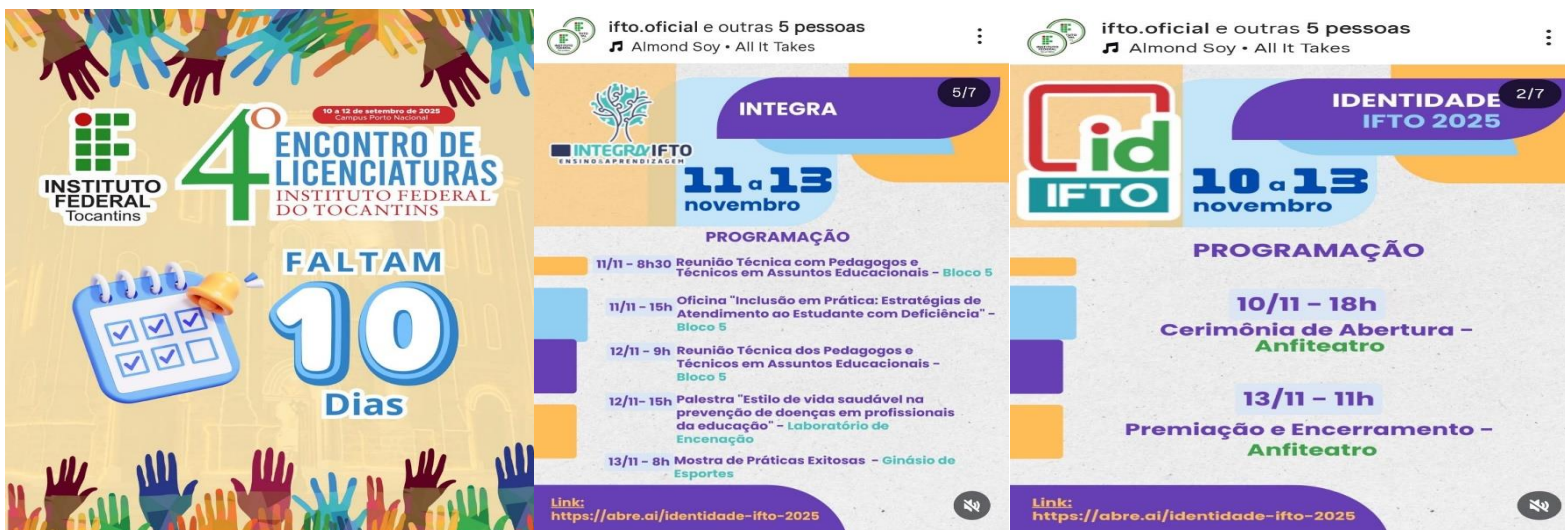 INSTITUTO
FEDERAL
Tocantins
4º
10 a 12 de setembro de 2025
Campus Porto Nacional
ENCONTRO DE
LICENCIATURAS
INSTITUTO FEDERAL
DO TOCANTINS
FALTAM
10
Dias
ifto.oficial e outras 5 pessoas
Almond Soy • All It Takes
5/7
INTEGRA
INTEGRA IFTO
ENSINO&APRENDIZAGEM
11 a 13
novembro
PROGRAMAÇÃO
11/11 – 8h30 Reunião Técnica com Pedagogos e
Técnicos em Assuntos Educacionais – Bloco 5
11/11 – 15h Oficina "Inclusão em Prática: Estratégias de
Atendimento ao Estudante com Deficiência" –
Bloco 5
12/11 – 9h Reunião Técnica dos Pedagogos e
Técnicos em Assuntos Educacionais –
Bloco 5
12/11– 15h Palestra "Estilo de vida saudável na
prevenção de doenças em profissionais
da educação" – Laboratório de
Encenação
13/11 – 8h Mostra de Práticas Exitosas – Ginásio de
Esportes
Link:
https://abre.ai/identidade-ifto-2025
ifto.oficial e outras 5 pessoas
Almond Soy • All It Takes
2/7
IDENTIDADE
IFTO 2025
id
IFTO
10 a 13
novembro
PROGRAMAÇÃO
10/11 – 18h
Cerimônia de Abertura –
Anfiteatro
13/11 – 11h
Premiação e Encerramento –
Anfiteatro
Link:
https://abre.ai/identidade-ifto-2025